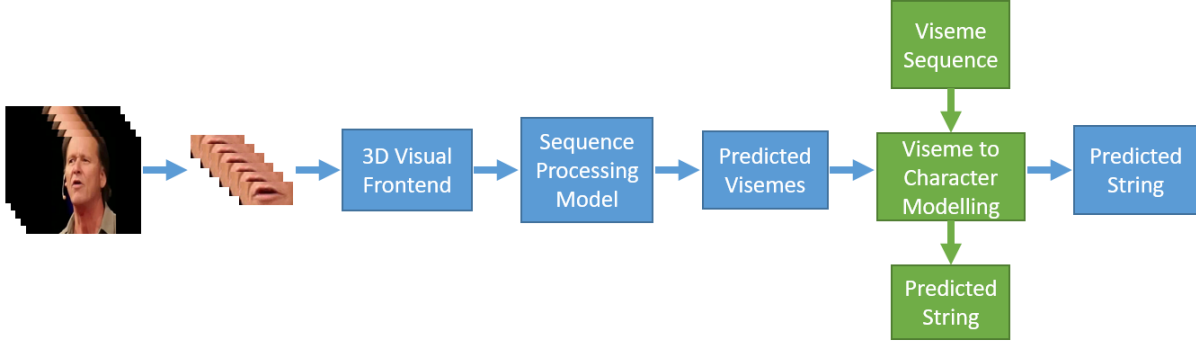 Viseme
Sequence
3D Visual
Frontend
Sequence
Processing
Model
Predicted
Visemes
Viseme to
Character
Modelling
Predicted
String
Predicted
String